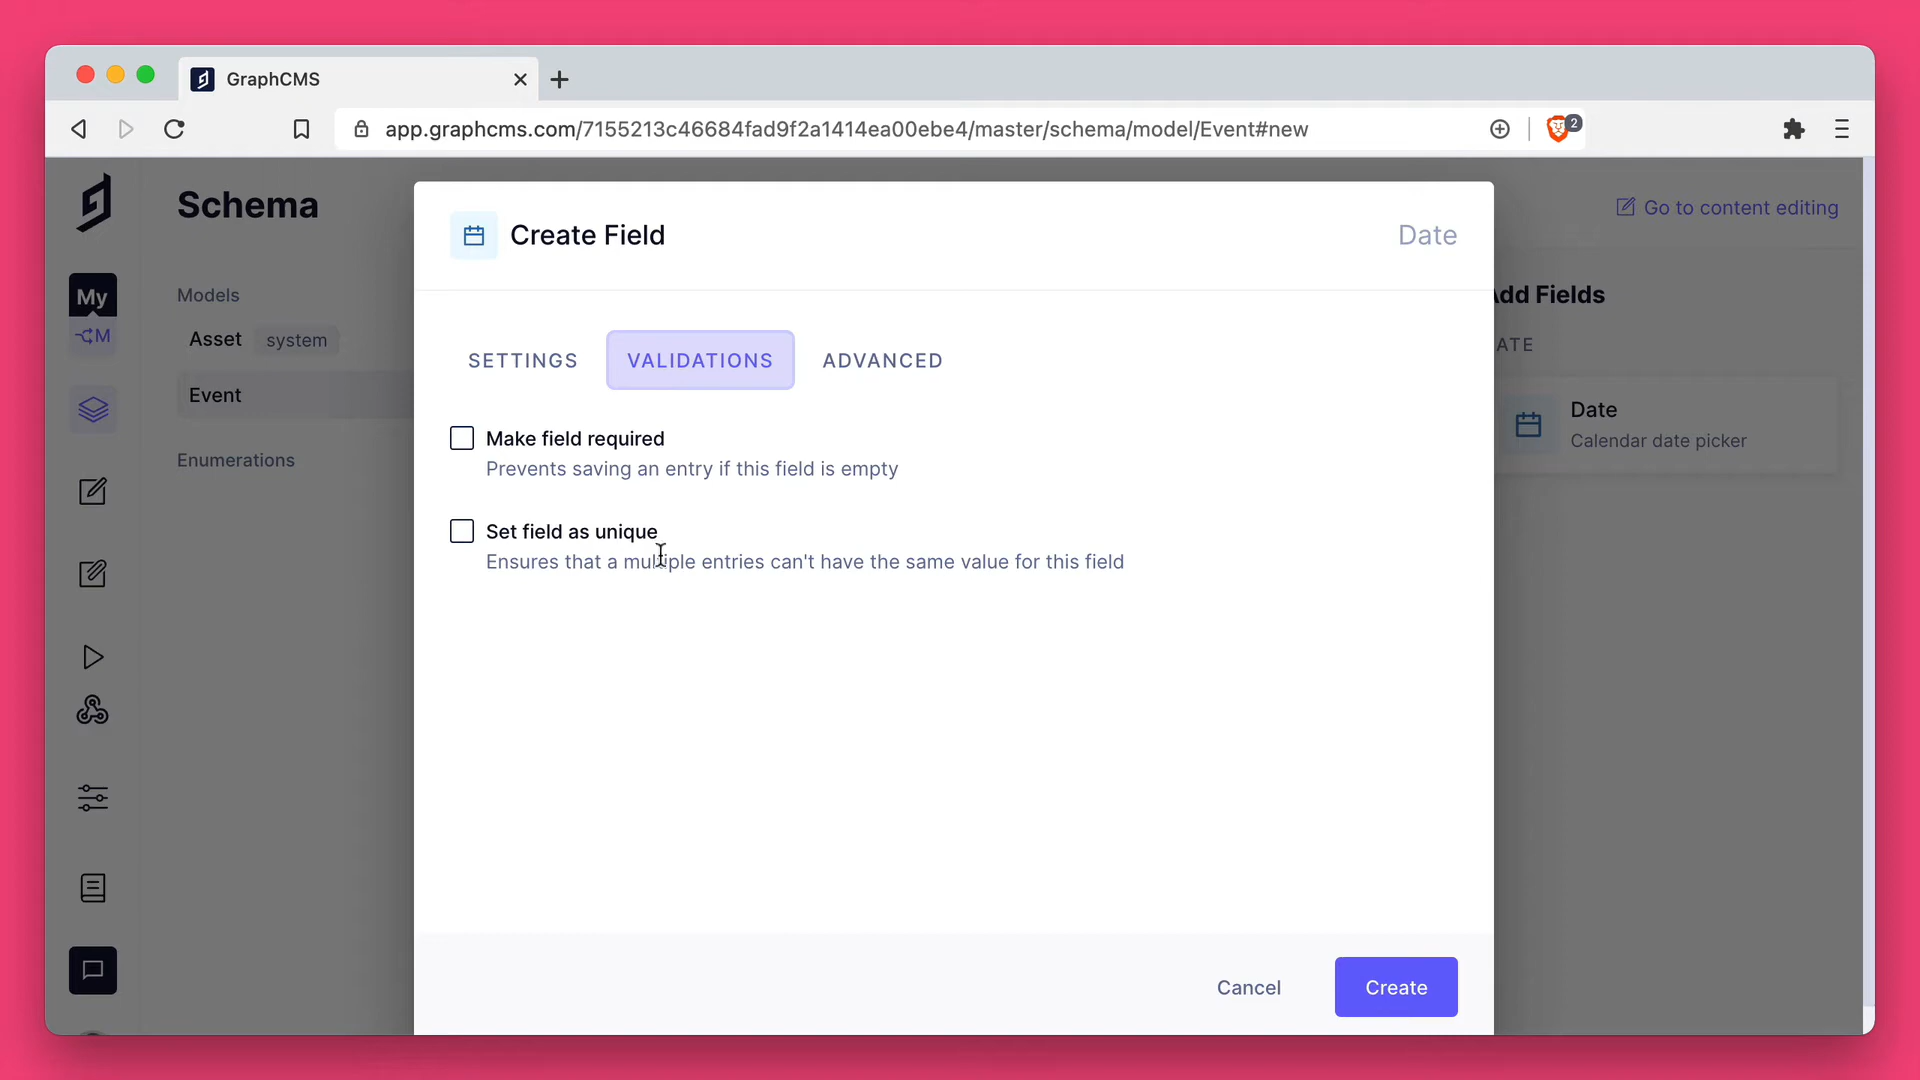 GraphCMS
app.graphcms.com/7155213c46684fad9f2a1414ea00ebe4/master/schema/model/Event#new
2
Schema
Go to content editing
My
M
Models
Asset system
Event
Enumerations
Create Field
Date
SETTINGS VALIDATIONS ADVANCED
Make field required
Prevents saving an entry if this field is empty
Set field as unique
Ensures that a multiple entries can't have the same value for this field
Cancel
Create
Add Fields
ATE
Date
Calendar date picker